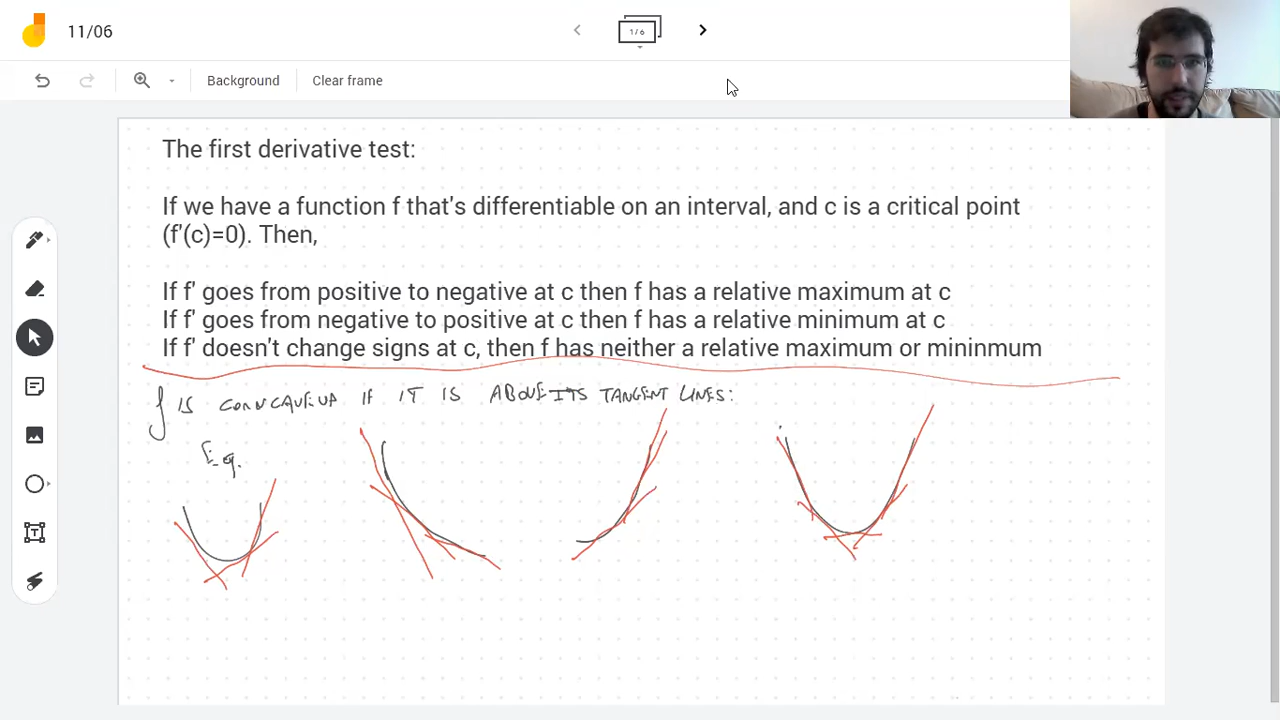 11/06
1/6
Background
Clear frame
The first derivative test:
If we have a function f that's differentiable on an interval, and c is a critical point
(f'(c)=0). Then,
If f' goes from positive to negative at c then f has a relative maximum at c
If f' goes from negative to positive at c then f has a relative minimum at c
If f' doesn't change signs at c, then f has neither a relative maximum or mininmum
f IS CONCAVE UP IF IT IS ABOVE ITS TANGENT LINES:
E.g.